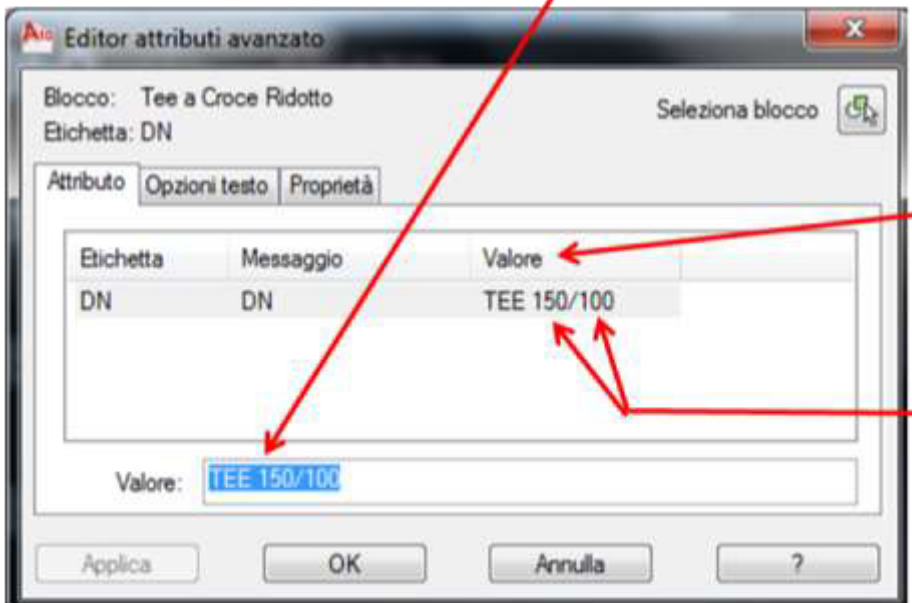 Editor attributi avanzato
Blocco: Tee a Croce Ridotto
Seleziona blocco
Etichetta: DN
Attributo Opzioni testo Proprietà
Etichetta Messaggio Valore
DN DN TEE 150/100
Valore: TEE 150/100
Applica OK Annulla ?